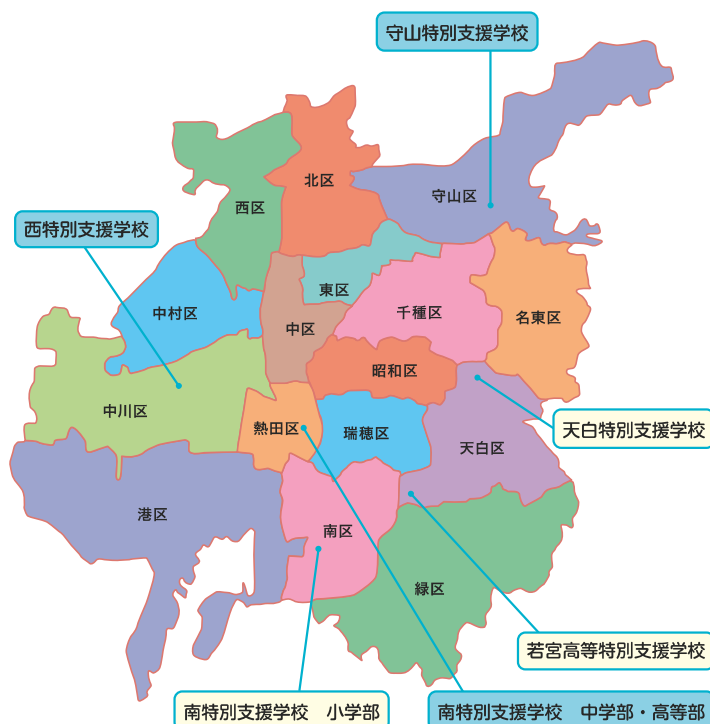 守山特別支援学校
北区
守山区
西区
西特別支援学校
東区
中村区
千種区
名東区
中区
昭和区
中川区
熱田区
瑞穂区
天白特別支援学校
天白区
港区
南区
緑区
若宮高等特別支援学校
南特別支援学校　小学部
南特別支援学校　中学部・高等部